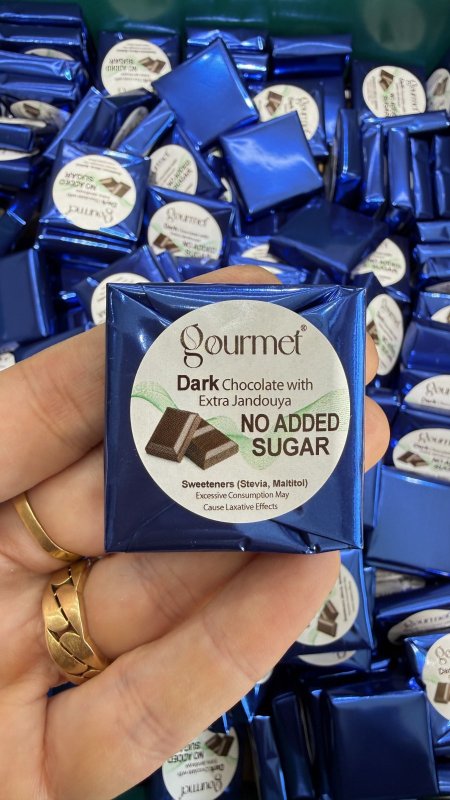 gourmet®
Dark Chocolate with
Extra Jandouya
NO ADDED
SUGAR
Sweeteners (Stevia, Maltitol)
Excessive Consumption May
Cause Laxative Effects